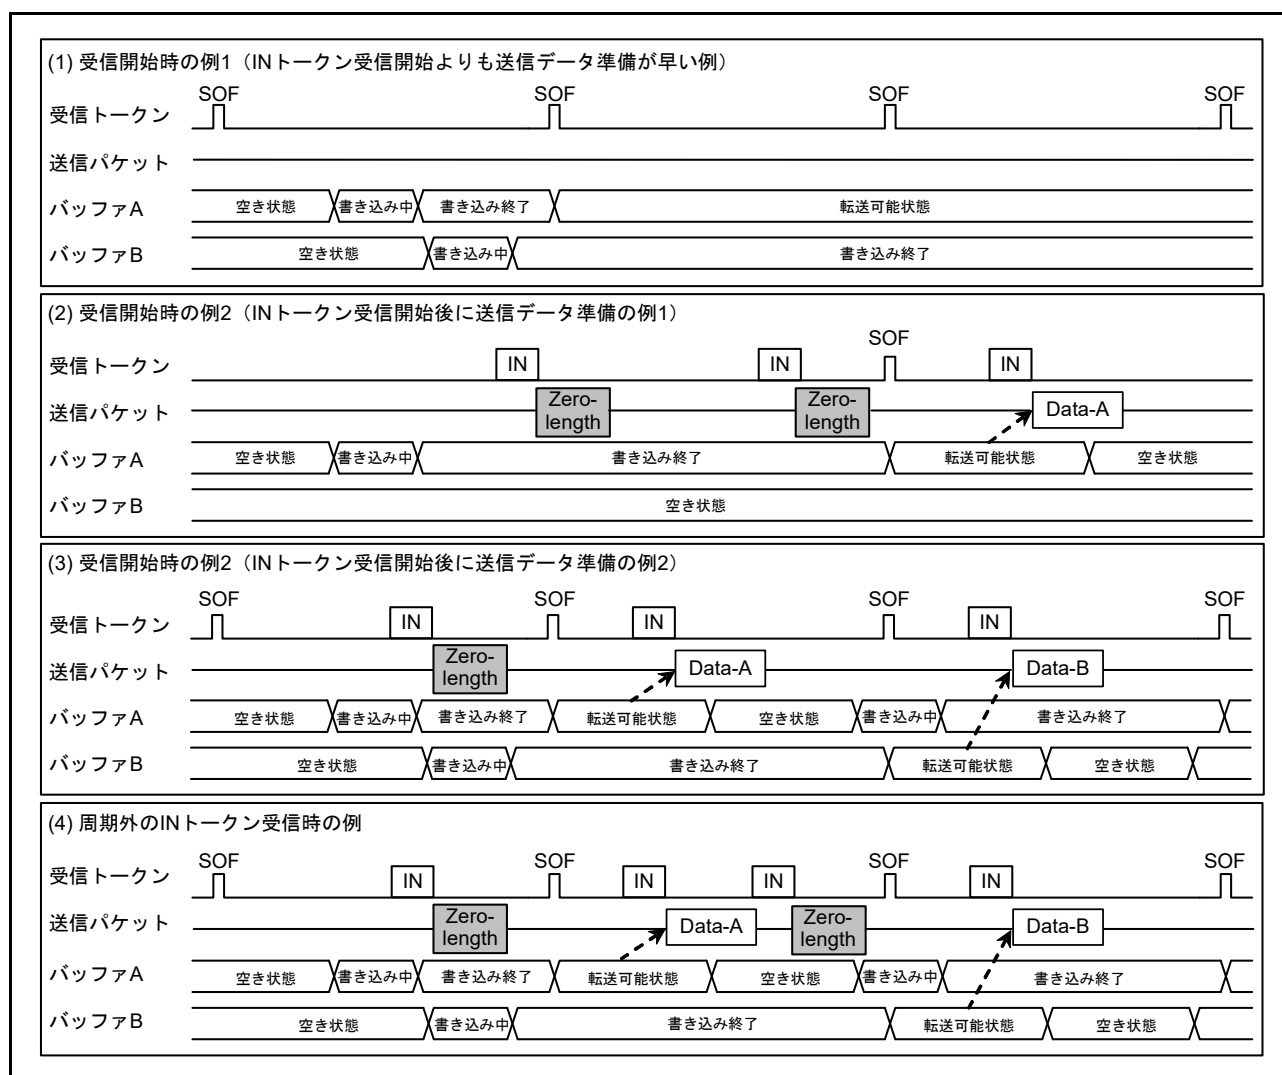 (1) 受信開始時の例1（INトークン受信開始よりも送信データ準備が早い例）
SOF SOF SOF SOF
受信トークン
送信パケット
バッファA 空き状態 書き込み中 書き込み終了 転送可能状態
バッファB 空き状態 書き込み中 書き込み終了
(2) 受信開始時の例2（INトークン受信開始後に送信データ準備の例1）
SOF
受信トークン IN IN IN
送信パケット Zero-length Zero-length Data-A
バッファA 空き状態 書き込み中 書き込み終了 転送可能状態 空き状態
バッファB 空き状態
(3) 受信開始時の例2（INトークン受信開始後に送信データ準備の例2）
SOF SOF SOF SOF
受信トークン IN IN IN
送信パケット Zero-length Data-A Data-B
バッファA 空き状態 書き込み中 書き込み終了 転送可能状態 空き状態 書き込み中 書き込み終了
バッファB 空き状態 書き込み中 書き込み終了 転送可能状態 空き状態
(4) 周期外のINトークン受信時の例
SOF SOF SOF SOF
受信トークン IN IN IN IN
送信パケット Zero-length Data-A Zero-length Data-B
バッファA 空き状態 書き込み中 書き込み終了 転送可能状態 空き状態 書き込み中 書き込み終了
バッファB 空き状態 書き込み中 書き込み終了 転送可能状態 空き状態